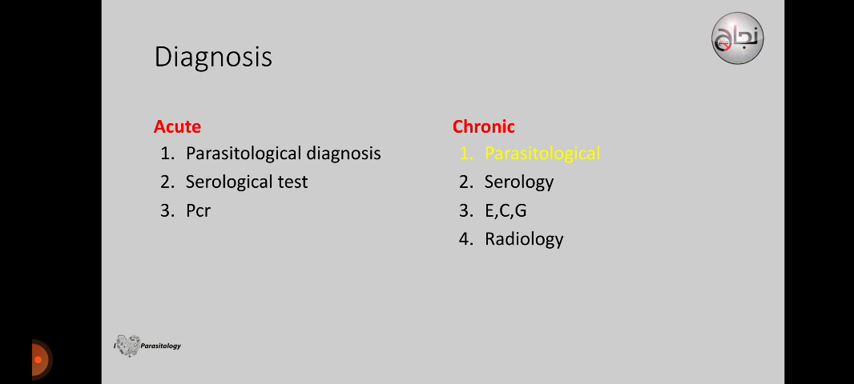 نجاح
Diagnosis
Acute
1. Parasitological diagnosis
2. Serological test
3. Pcr
Chronic
1. Parasitological
2. Serology
3. E,C,G
4. Radiology
I Parasitology